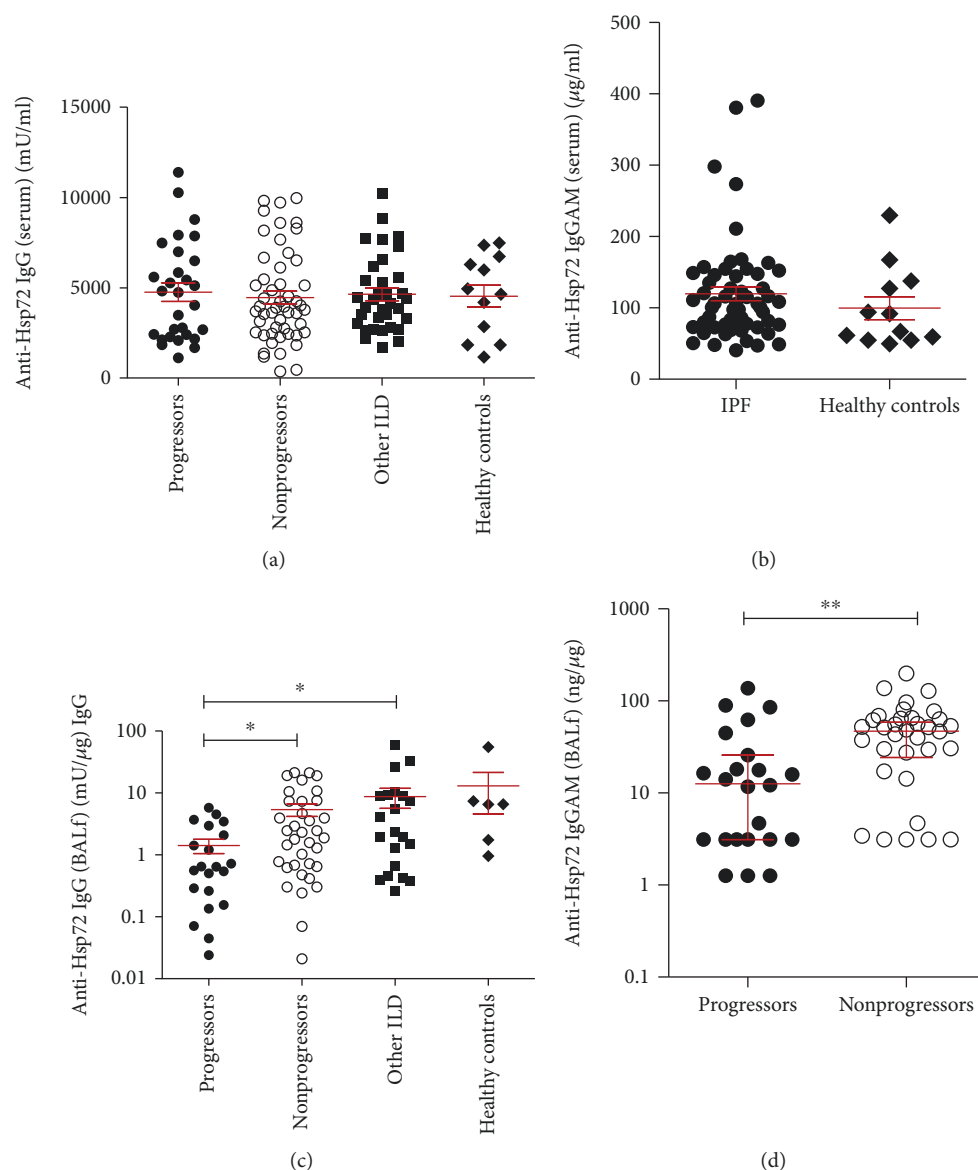 Anti-Hsp72 IgG (serum) (mU/ml)
15000
10000
5000
0
Progressors
Nonprogressors
Other ILD
Healthy controls
(a)
Anti-Hsp72 IgGAM (serum) (μg/ml)
500
400
300
200
100
0
IPF
Healthy controls
(b)
Anti-Hsp72 IgG (BALf) (mU/μg) IgG
100
10
1
0.1
0.01
*
*
Progressors
Nonprogressors
Other ILD
Healthy controls
(c)
Anti-Hsp72 IgGAM (BALf) (ng/μg)
1000
100
10
1
0.1
**
Progressors
Nonprogressors
(d)